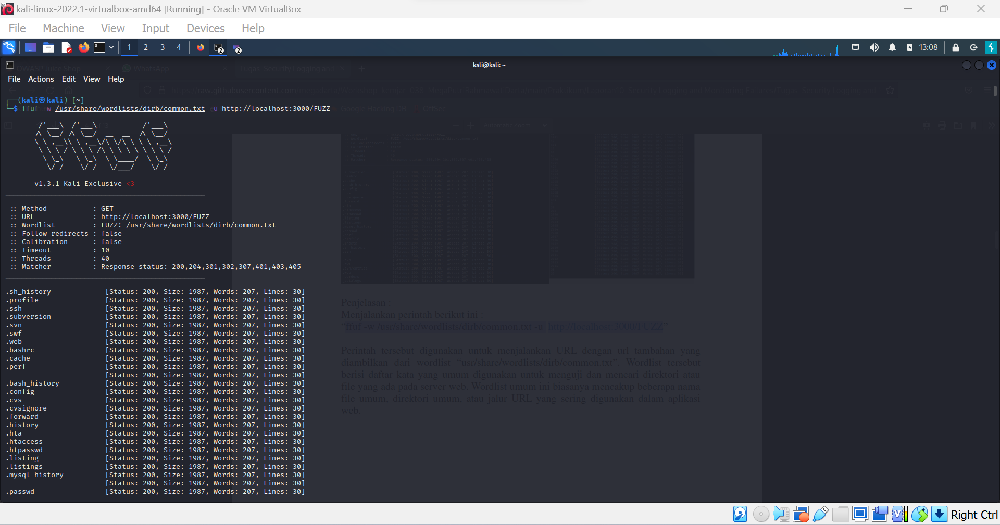 kali-linux-2022.1-virtualbox-amd64 [Running] - Oracle VM VirtualBox
File Machine View Input Devices Help
1 2 3 4 2 2 13:08
OWASP Juice Shop WhatsApp Tugas_Security Logging an kali@kali: ~
File Actions Edit View Help
raw.githubusercontent.com
┌──(kali㉿kali)-[~]
└─$ ffuf -w /usr/share/wordlists/dirb/common.txt -u http://localhost:3000/FUZZ
Google Hacking DB OffSec
Automatic Zoom
        /'___\  /'___\           /'___\
       /\ \__/ /\ \__/  __  __  /\ \__/
       \ \ ,__\\ \ ,__\/\ \/\ \ \ \ ,__\
        \ \ \_/ \ \ \_/\ \ \_\ \ \ \ \_/
         \ \_\   \ \_\  \ \____/  \ \_\
          \/_/    \/_/   \/___/    \/_/
v1.3.1 Kali Exclusive <3
________________________________________________
:: Method : GET
:: URL : http://localhost:3000/FUZZ
:: Wordlist : FUZZ: /usr/share/wordlists/dirb/common.txt
:: Follow redirects : false
:: Calibration : false
:: Timeout : 10
:: Threads : 40
:: Matcher : Response status: 200,204,301,302,307,401,403,405
________________________________________________
.sh_history [Status: 200, Size: 1987, Words: 207, Lines: 30]
.profile [Status: 200, Size: 1987, Words: 207, Lines: 30]
.ssh [Status: 200, Size: 1987, Words: 207, Lines: 30]
.subversion [Status: 200, Size: 1987, Words: 207, Lines: 30]
.svn [Status: 200, Size: 1987, Words: 207, Lines: 30]
.swf [Status: 200, Size: 1987, Words: 207, Lines: 30]
.web [Status: 200, Size: 1987, Words: 207, Lines: 30]
.bashrc [Status: 200, Size: 1987, Words: 207, Lines: 30]
.cache [Status: 200, Size: 1987, Words: 207, Lines: 30]
.perf [Status: 200, Size: 1987, Words: 207, Lines: 30]
[Status: 200, Size: 1987, Words: 207, Lines: 30]
.bash_history [Status: 200, Size: 1987, Words: 207, Lines: 30]
.config [Status: 200, Size: 1987, Words: 207, Lines: 30]
.cvs [Status: 200, Size: 1987, Words: 207, Lines: 30]
.cvsignore [Status: 200, Size: 1987, Words: 207, Lines: 30]
.forward [Status: 200, Size: 1987, Words: 207, Lines: 30]
.history [Status: 200, Size: 1987, Words: 207, Lines: 30]
.hta [Status: 200, Size: 1987, Words: 207, Lines: 30]
.htaccess [Status: 200, Size: 1987, Words: 207, Lines: 30]
.htpasswd [Status: 200, Size: 1987, Words: 207, Lines: 30]
.listing [Status: 200, Size: 1987, Words: 207, Lines: 30]
.listings [Status: 200, Size: 1987, Words: 207, Lines: 30]
.mysql_history [Status: 200, Size: 1987, Words: 207, Lines: 30]
_ [Status: 200, Size: 1987, Words: 207, Lines: 30]
.passwd [Status: 200, Size: 1987, Words: 207, Lines: 30]
Penjelasan :
Menjalankan perintah berikut ini :
“ffuf -w /usr/share/wordlists/dirb/common.txt -u http://localhost:3000/FUZZ”
Perintah tersebut digunakan untuk menjalankan URL dengan url tambahan yang
diambilkan dari wordlist “usr/share/wordlists/dirb/common.txt”. Wordlist tersebut
berisi daftar kata yang umum digunakan untuk menguji dan mencari direktori atau
file yang ada pada server web. Wordlist umum ini biasanya mencakup beberapa nama
file umum, direktori umum, atau jalur URL yang sering digunakan dalam aplikasi
web.
Right Ctrl